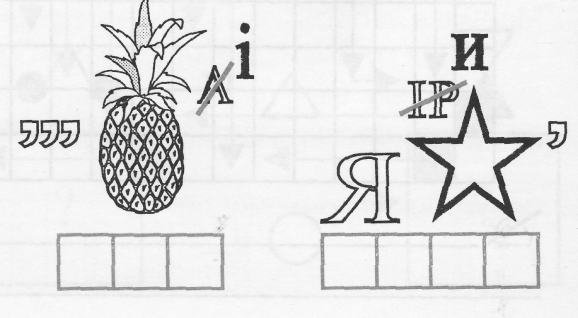 ,,, А і
Я ІР и ,